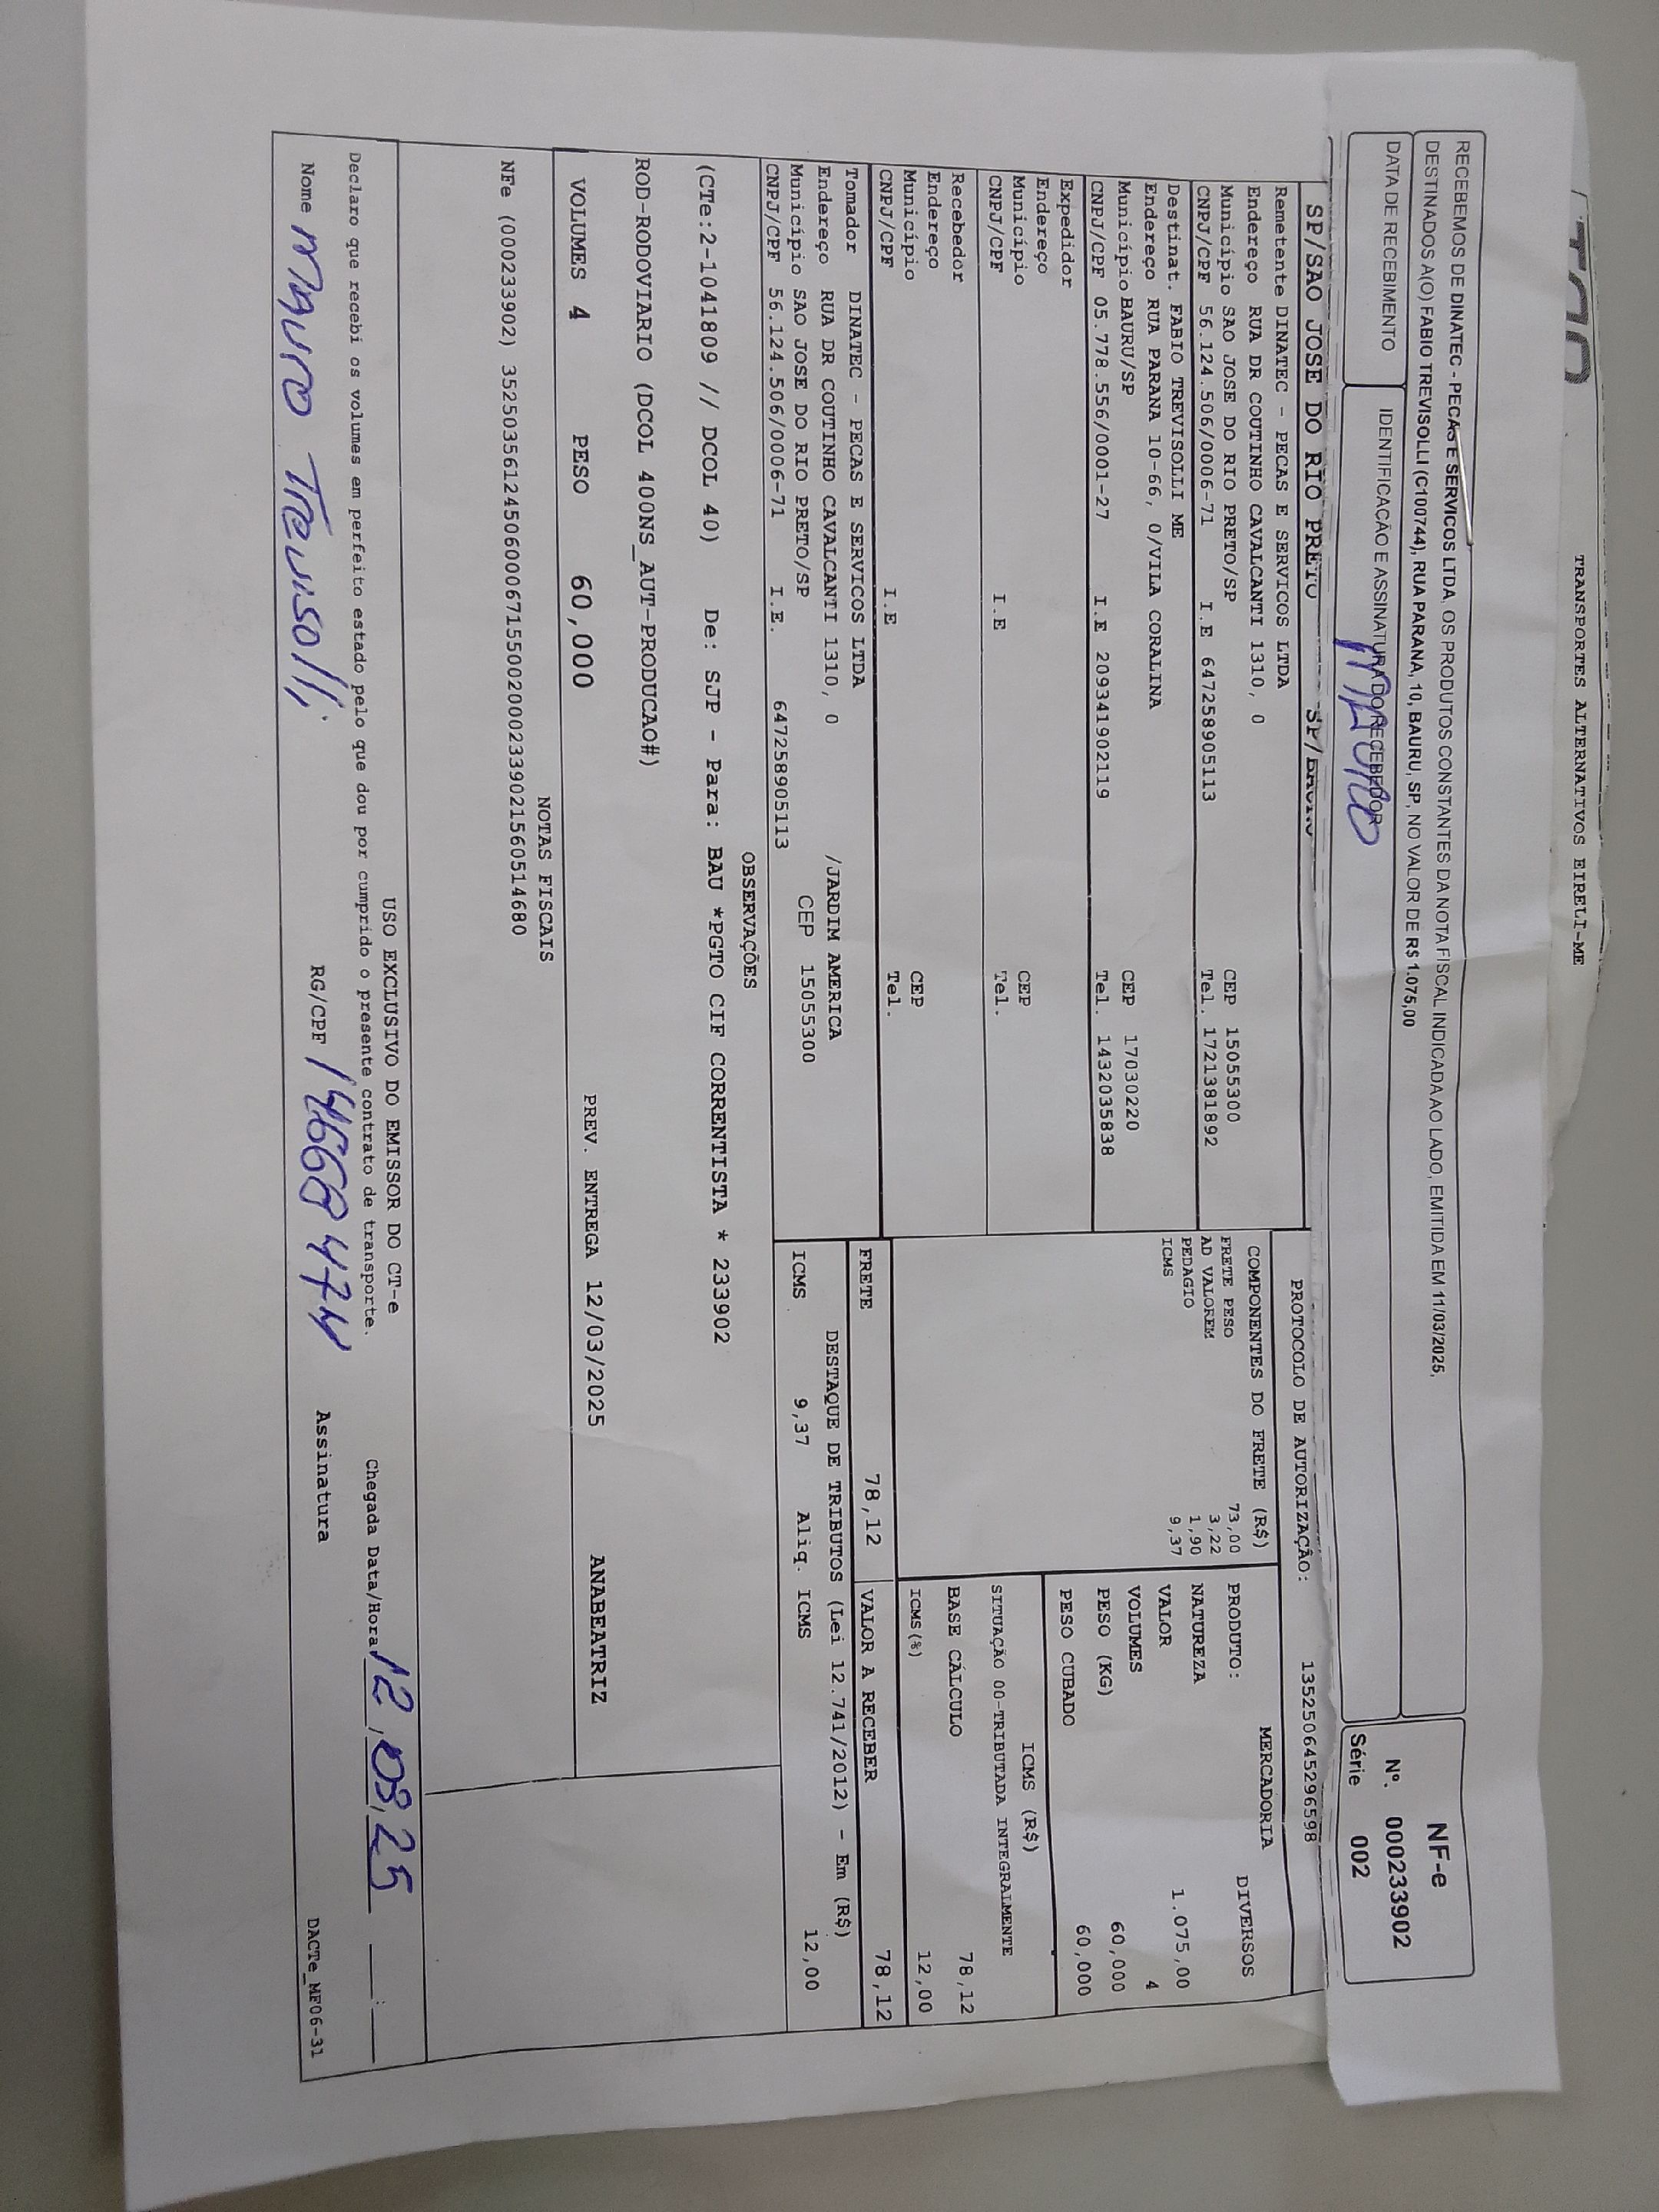 TRANSPORTES ALTERNATIVOS EIRELI-ME
RECEBEMOS DE DINATEC - PECAS E SERVICOS LTDA, OS PRODUTOS CONSTANTES DA NOTA FISCAL INDICADA AO LADO, EMITIDA EM 11/03/2025,
DESTINADOS A(O) FABIO TREVISOLLI (C100744), RUA PARANA, 10, BAURU, SP, NO VALOR DE R$ 1.075,00
DATA DE RECEBIMENTO
IDENTIFICAÇÃO E ASSINATURA DO RECEBEDOR
MAURO
NF-e
Nº. 000233902
Série 002
SP/SAO JOSE DO RIO PRETO
SP/BAURU
PROTOCOLO DE AUTORIZAÇÃO: 135250645296598
Remetente DINATEC - PECAS E SERVICOS LTDA
Endereço RUA DR COUTINHO CAVALCANTI 1310, 0
Município SAO JOSE DO RIO PRETO/SP CEP 15055300
CNPJ/CPF 56.124.506/0006-71 I.E 647258905113 Tel. 1721381892
Destinat. FABIO TREVISOLLI ME
Endereço RUA PARANA 10-66, 0/VILA CORALINA
Município BAURU/SP CEP 17030220
CNPJ/CPF 05.778.556/0001-27 I.E 209341902119 Tel. 1432035838
Expedidor
Endereço
Município CEP
CNPJ/CPF I.E Tel.
Recebedor
Endereço
Município CEP
CNPJ/CPF I.E Tel.
COMPONENTES DO FRETE (R$)
FRETE PESO 73,00
AD VALOREM 3,22
PEDAGIO 1,90
ICMS 9,37
MERCADORIA
PRODUTO: DIVERSOS
NATUREZA
VALOR 1.075,00
VOLUMES 4
PESO (KG) 60,000
PESO CUBADO 60,000
ICMS (R$)
SITUAÇÃO 00-TRIBUTADA INTEGRALMENTE
BASE CÁLCULO 78,12
ICMS(%) 12,00
Tomador DINATEC - PECAS E SERVICOS LTDA
Endereço RUA DR COUTINHO CAVALCANTI 1310, 0 /JARDIM AMERICA
Município SAO JOSE DO RIO PRETO/SP CEP 15055300
CNPJ/CPF 56.124.506/0006-71 I.E. 647258905113
FRETE 78,12 VALOR A RECEBER 78,12
DESTAQUE DE TRIBUTOS (Lei 12.741/2012) - Em (R$)
ICMS 9,37 Aliq. ICMS 12,00
OBSERVAÇÕES
(CTe:2-1041809 // DCOL 40) De: SJP - Para: BAU *PGTO CIF CORRENTISTA * 233902
ROD-RODOVIARIO (DCOL 400NS_AUT-PRODUCAO#)
VOLUMES 4 PESO 60,000 PREV. ENTREGA 12/03/2025 ANABEATRIZ
NOTAS FISCAIS
NFe (000233902) 35250356124506000671550020002339021560514680
USO EXCLUSIVO DO EMISSOR DO CT-e
Declaro que recebi os volumes em perfeito estado pelo que dou por cumprido o presente contrato de transporte.
Chegada Data/Hora 12, 03, 25 __:__
Nome Mauro Trevisolli RG/CPF 14668474 Assinatura
DACTe_MF06-31